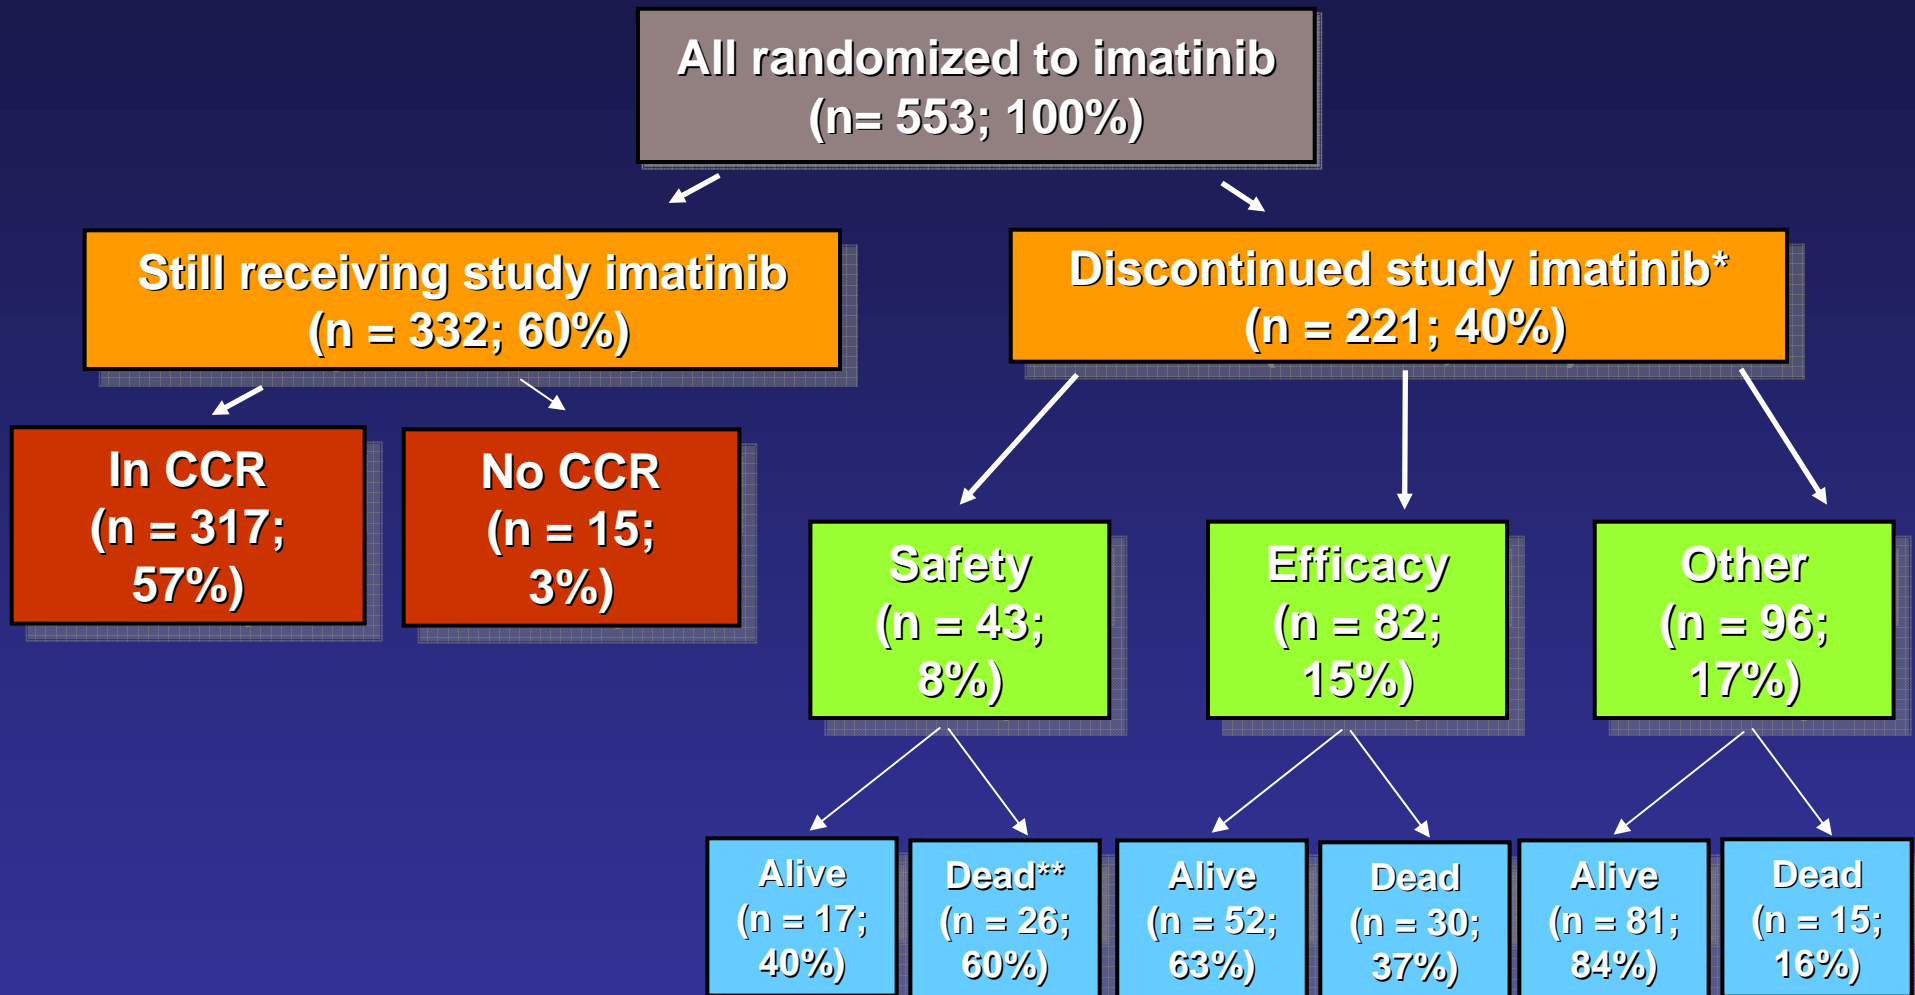 All randomized to imatinib
(n= 553; 100%)
Still receiving study imatinib
(n = 332; 60%)
Discontinued study imatinib*
(n = 221; 40%)
In CCR
(n = 317;
57%)
No CCR
(n = 15;
3%)
Safety
(n = 43;
8%)
Efficacy
(n = 82;
15%)
Other
(n = 96;
17%)
Alive
(n = 17;
40%)
Dead**
(n = 26;
60%)
Alive
(n = 52;
63%)
Dead
(n = 30;
37%)
Alive
(n = 81;
84%)
Dead
(n = 15;
16%)